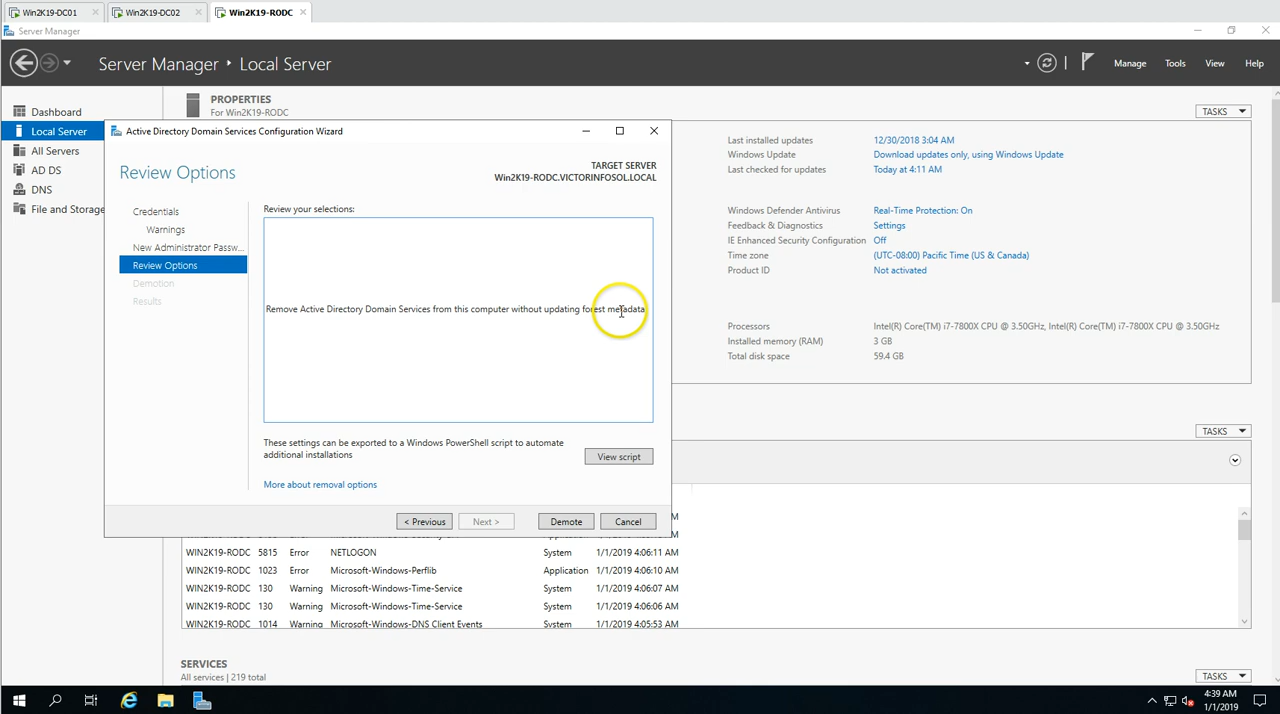 Win2K19-DC01
Win2K19-DC02
Win2K19-RODC
Server Manager
Server Manager • Local Server
Manage
Tools
View
Help
Dashboard
Local Server
All Servers
AD DS
DNS
File and Storage
PROPERTIES
For Win2K19-RODC
TASKS
Last installed updates 12/30/2018 3:04 AM
Windows Update Download updates only, using Windows Update
Last checked for updates Today at 4:11 AM
Windows Defender Antivirus Real-Time Protection: On
Feedback & Diagnostics Settings
IE Enhanced Security Configuration Off
Time zone (UTC-08:00) Pacific Time (US & Canada)
Product ID Not activated
Processors Intel(R) Core(TM) i7-7800X CPU @ 3.50GHz, Intel(R) Core(TM) i7-7800X CPU @ 3.50GHz
Installed memory (RAM) 3 GB
Total disk space 59.4 GB
Active Directory Domain Services Configuration Wizard
Review Options
TARGET SERVER
Win2K19-RODC.VICTORINFOSOL.LOCAL
Credentials
Warnings
New Administrator Passw...
Review Options
Demotion
Results
Review your selections:
Remove Active Directory Domain Services from this computer without updating forest metadata
These settings can be exported to a Windows PowerShell script to automate
additional installations
View script
More about removal options
< Previous
Next >
Demote
Cancel
TASKS
WIN2K19-RODC 5815 Error NETLOGON System 1/1/2019 4:06:11 AM
WIN2K19-RODC 1023 Error Microsoft-Windows-Perflib Application 1/1/2019 4:06:10 AM
WIN2K19-RODC 130 Warning Microsoft-Windows-Time-Service System 1/1/2019 4:06:07 AM
WIN2K19-RODC 130 Warning Microsoft-Windows-Time-Service System 1/1/2019 4:06:06 AM
WIN2K19-RODC 1014 Warning Microsoft-Windows-DNS Client Events System 1/1/2019 4:05:53 AM
SERVICES
All services | 219 total
TASKS
4:39 AM
1/1/2019